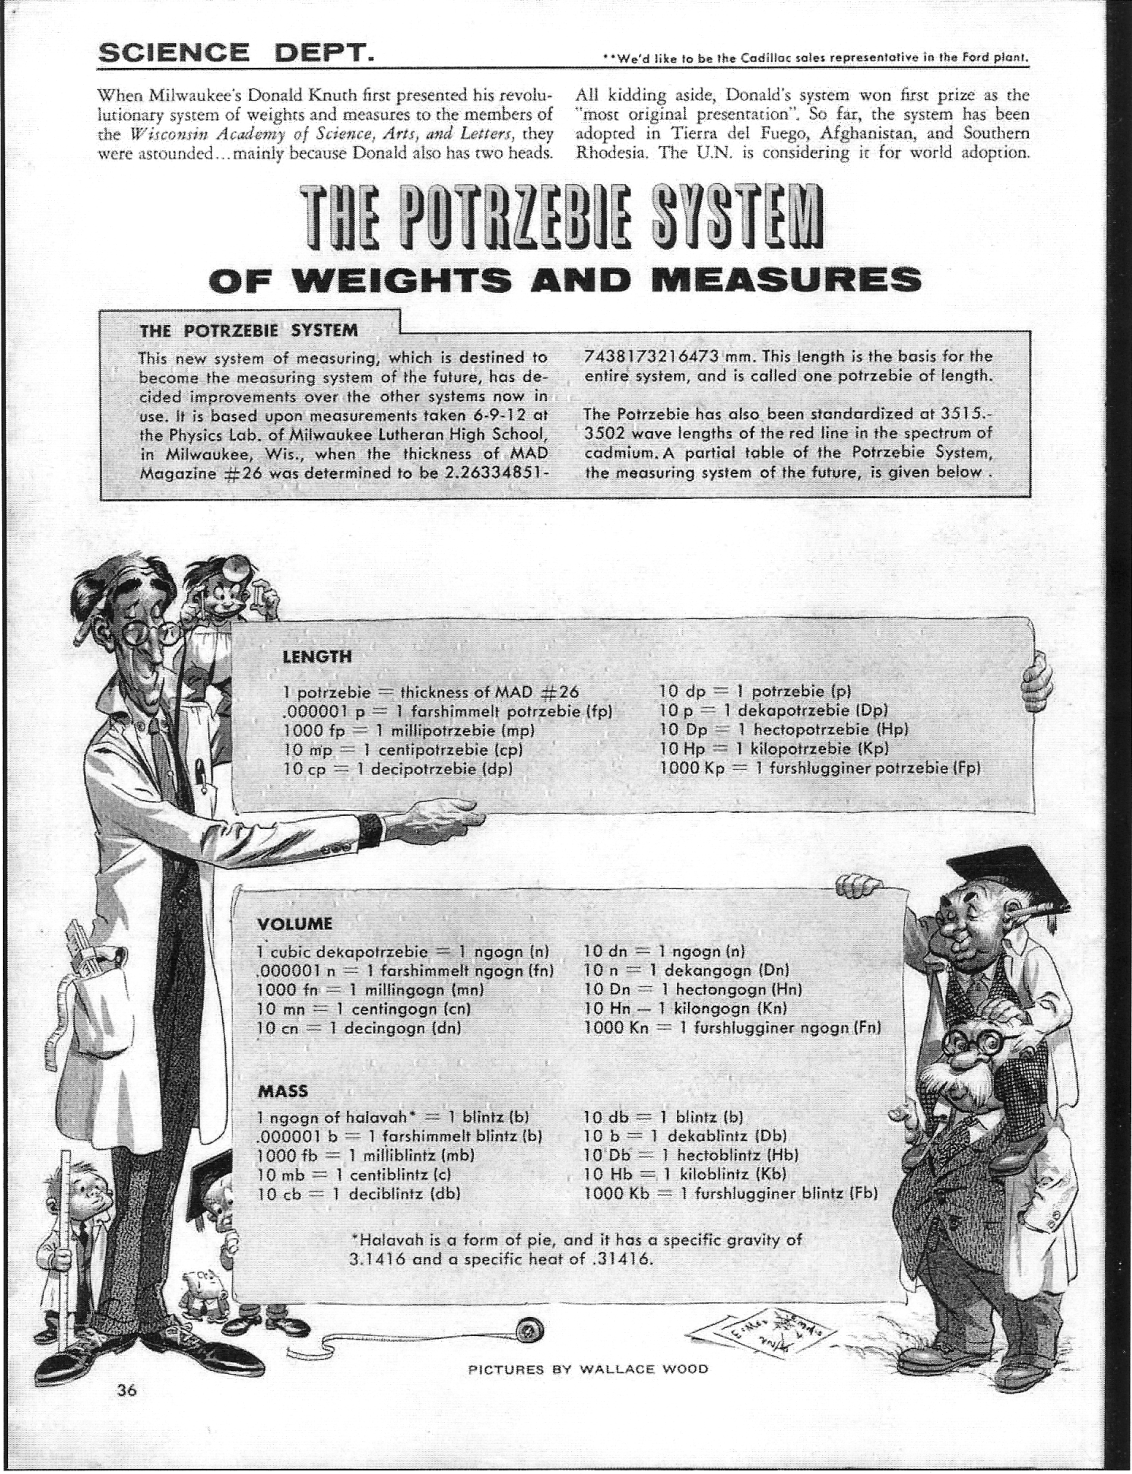 SCIENCE DEPT.
**We'd like to be the Cadillac sales representative in the Ford plant.
When Milwaukee's Donald Knuth first presented his revolu-
lutionary system of weights and measures to the members of
the Wisconsin Academy of Science, Arts, and Letters, they
were astounded...mainly because Donald also has two heads.
All kidding aside, Donald's system won first prize as the
"most original presentation". So far, the system has been
adopted in Tierra del Fuego, Afghanistan, and Southern
Rhodesia. The U.N. is considering it for world adoption.
THE POTRZEBIE SYSTEM
OF WEIGHTS AND MEASURES
THE POTRZEBIE SYSTEM
This new system of measuring, which is destined to
become the measuring system of the future, has de-
cided improvements over the other systems now in
use. It is based upon measurements taken 6-9-12 at
the Physics Lab. of Milwaukee Lutheran High School,
in Milwaukee, Wis., when the thickness of MAD
Magazine #26 was determined to be 2.26334851-
7438173216473 mm. This length is the basis for the
entire system, and is called one potrzebie of length.
The Potrzebie has also been standardized at 3515.-
3502 wave lengths of the red line in the spectrum of
cadmium. A partial table of the Potrzebie System,
the measuring system of the future, is given below .
LENGTH
1 potrzebie = thickness of MAD #26
.000001 p = 1 farshimmelt potrzebie (fp)
1000 fp = 1 millipotrzebie (mp)
10 mp = 1 centipotrzebie (cp)
10 cp = 1 decipotrzebie (dp)
10 dp = 1 potrzebie (p)
10 p = 1 dekapotrzebie (Dp)
10 Dp = 1 hectopotrzebie (Hp)
10 Hp = 1 kilopotrzebie (Kp)
1000 Kp = 1 furshlugginer potrzebie (Fp)
VOLUME
1 cubic dekapotrzebie = 1 ngogn (n)
.000001 n = 1 farshimmelt ngogn (fn)
1000 fn = 1 millingogn (mn)
10 mn = 1 centingogn (cn)
10 cn = 1 decingogn (dn)
10 dn = 1 ngogn (n)
10 n = 1 dekangogn (Dn)
10 Dn = 1 hectongogn (Hn)
10 Hn – 1 kilongogn (Kn)
1000 Kn = 1 furshlugginer ngogn (Fn)
MASS
1 ngogn of halavah* = 1 blintz (b)
.000001 b = 1 farshimmelt blintz (b)
1000 fb = 1 milliblintz (mb)
10 mb = 1 centiblintz (c)
10 cb = 1 deciblintz (db)
10 db = 1 blintz (b)
10 b = 1 dekablintz (Db)
10 Db = 1 hectoblintz (Hb)
10 Hb = 1 kiloblintz (Kb)
1000 Kb = 1 furshlugginer blintz (Fb)
*Halavah is a form of pie, and it has a specific gravity of
3.1416 and a specific heat of .31416.
PICTURES BY WALLACE WOOD
36